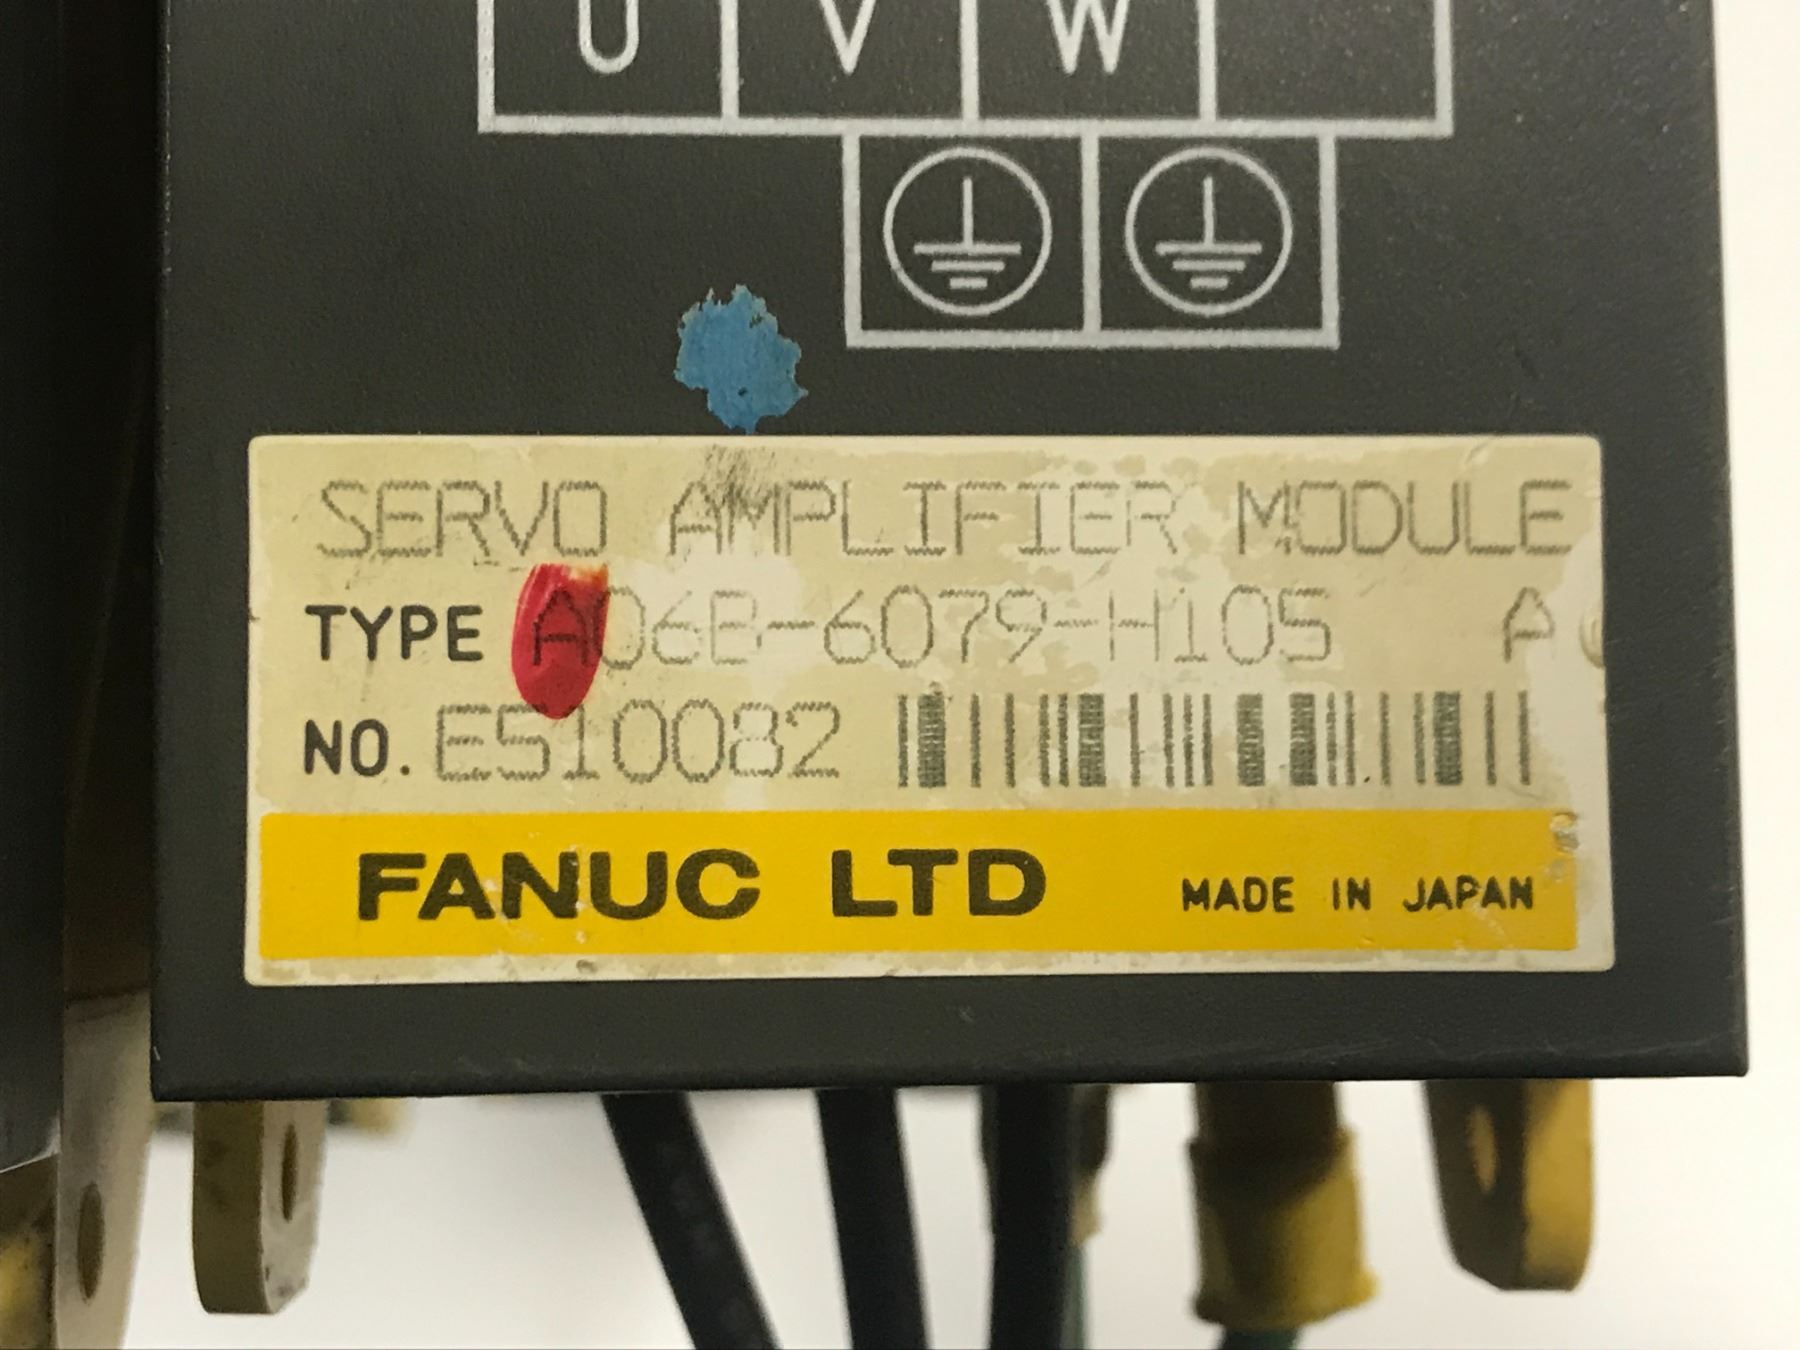 U V W
SERVO AMPLIFIER MODULE
TYPE A06B-6079-H105 A
NO. E510082
FANUC LTD MADE IN JAPAN